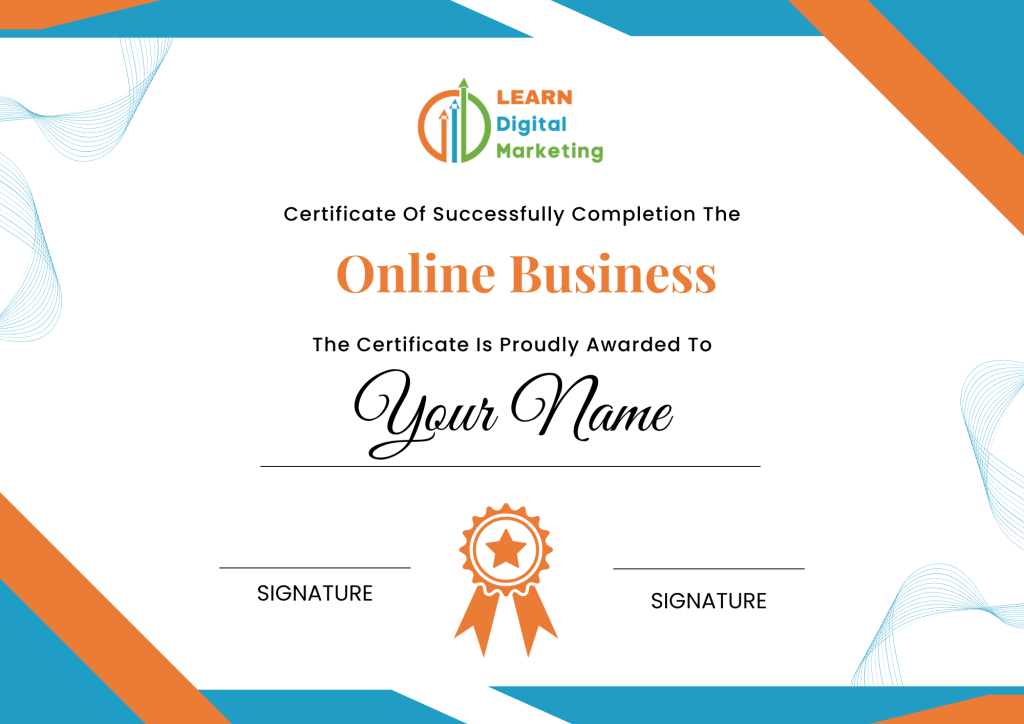 LEARN
Digital
Marketing
Certificate Of Successfully Completion The
Online Business
The Certificate Is Proudly Awarded To
Your Name
SIGNATURE
SIGNATURE